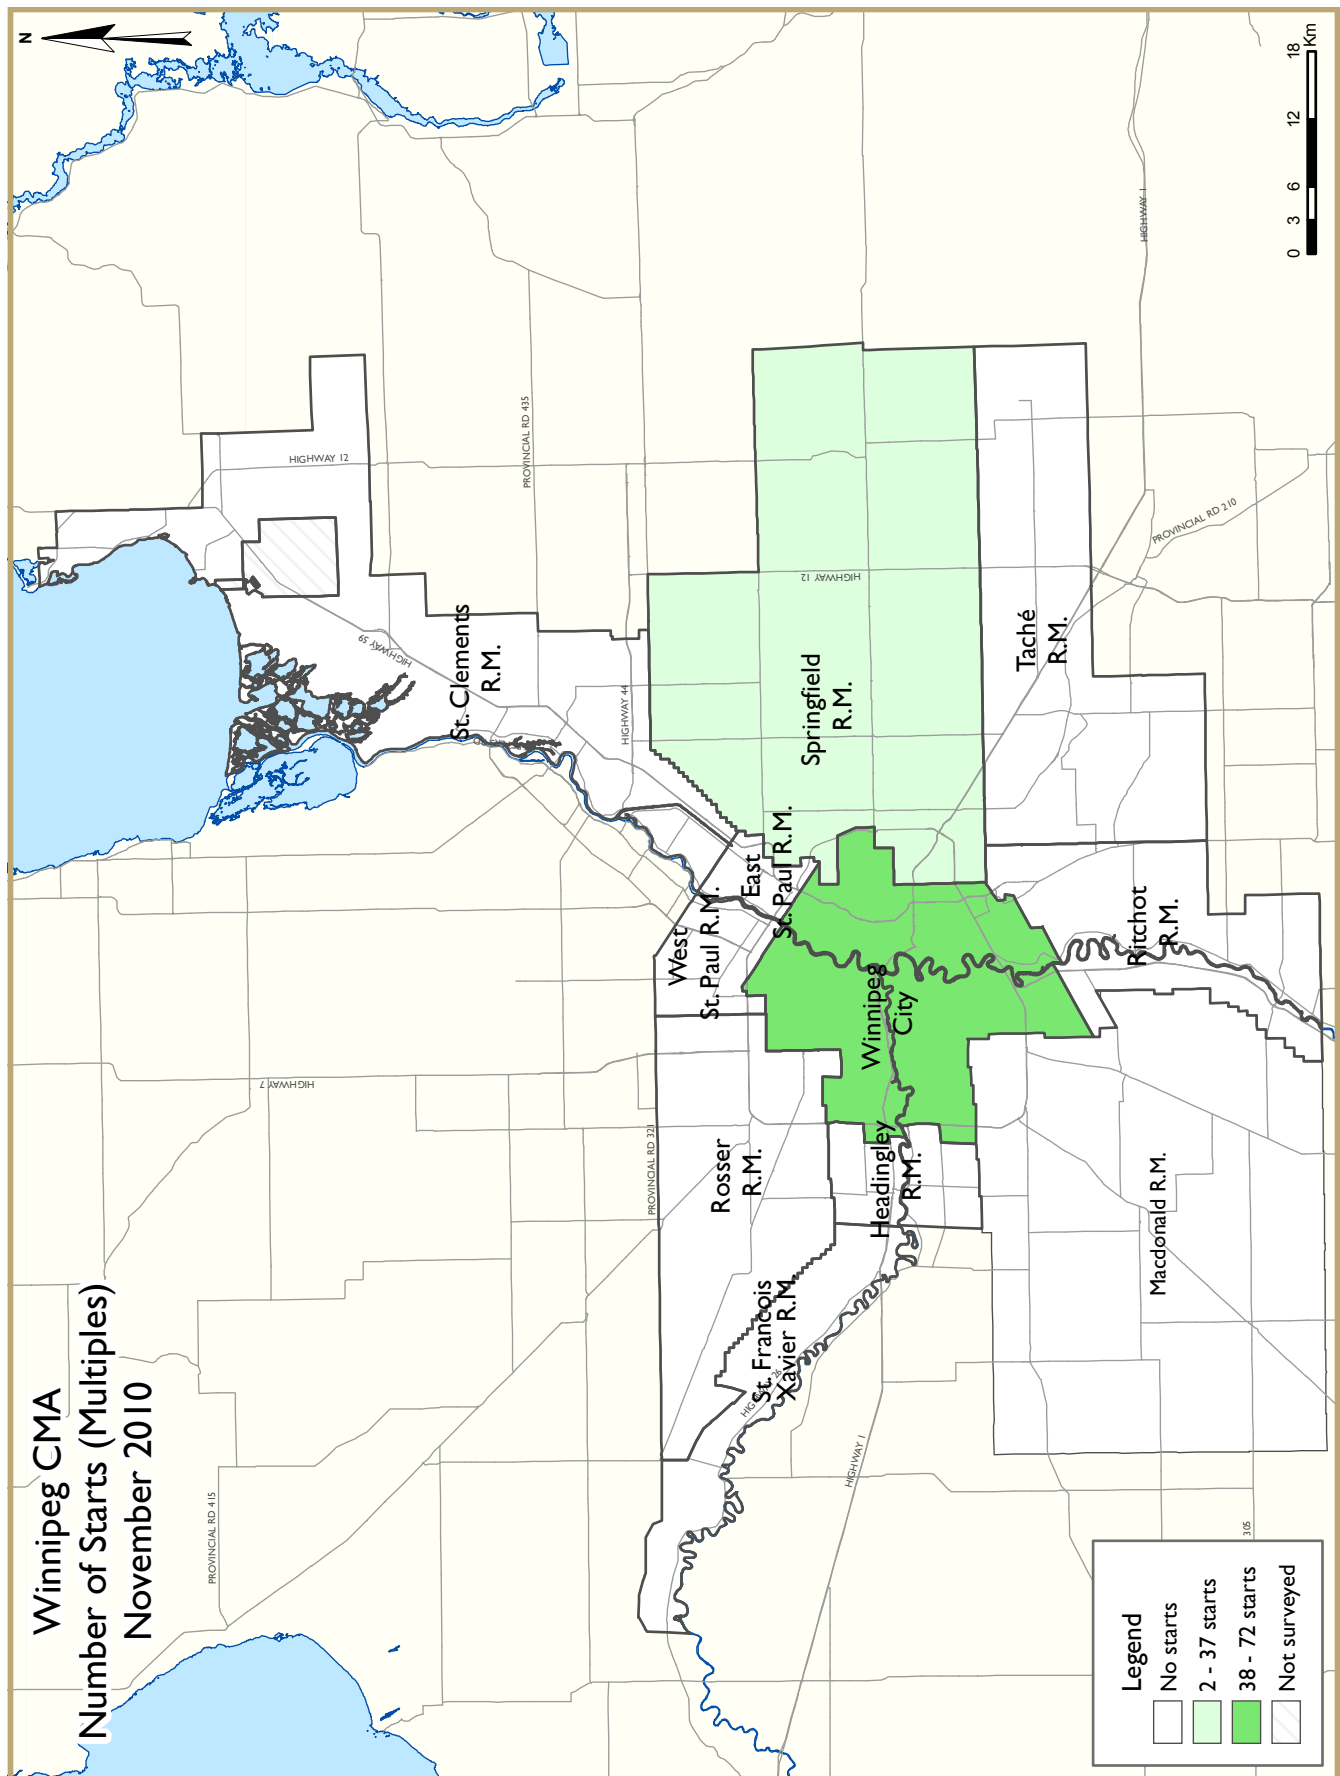 Winnipeg CMA
Number of Starts (Multiples)
November 2010
N
PROVINCIAL RD 415
HIGHWAY 7
HIGHWAY 59
HIGHWAY 12
St. Clements
R.M.
PROVINCIAL RD 435
HIGHWAY 44
PROVINCIAL RD 321
West
St. Paul R.M.
East
St. Paul R.M.
Rosser
R.M.
St. Francois
Xavier R.M.
HIGHWAY 26
Springfield
R.M.
HIGHWAY 12
Winnipeg
City
Headingley
R.M.
HIGHWAY 1
Taché
R.M.
HIGHWAY 1
PROVINCIAL RD 210
Ritchot
R.M.
Macdonald R.M.
305
Legend
No starts
2 - 37 starts
38 - 72 starts
Not surveyed
0 3 6 12 18
Km